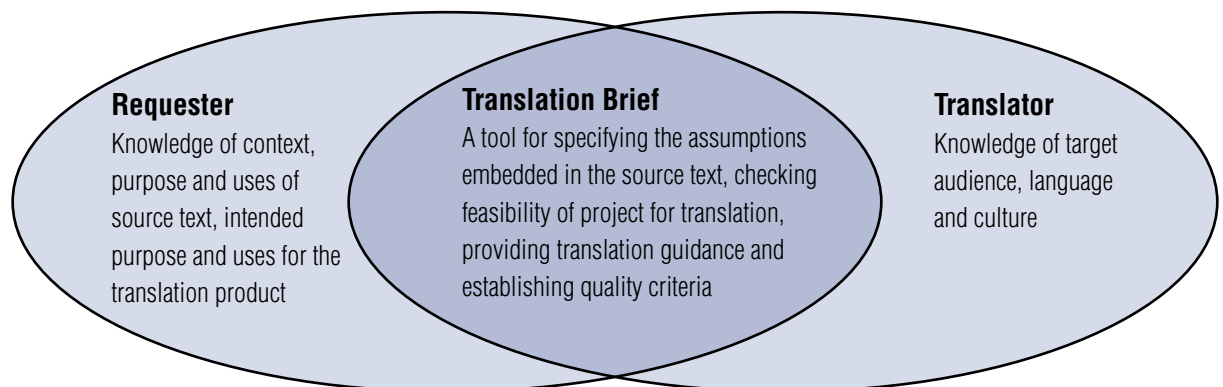 Requester
Knowledge of context,
purpose and uses of
source text, intended
purpose and uses for the
translation product
Translation Brief
A tool for specifying the assumptions
embedded in the source text, checking
feasibility of project for translation,
providing translation guidance and
establishing quality criteria
Translator
Knowledge of target
audience, language
and culture